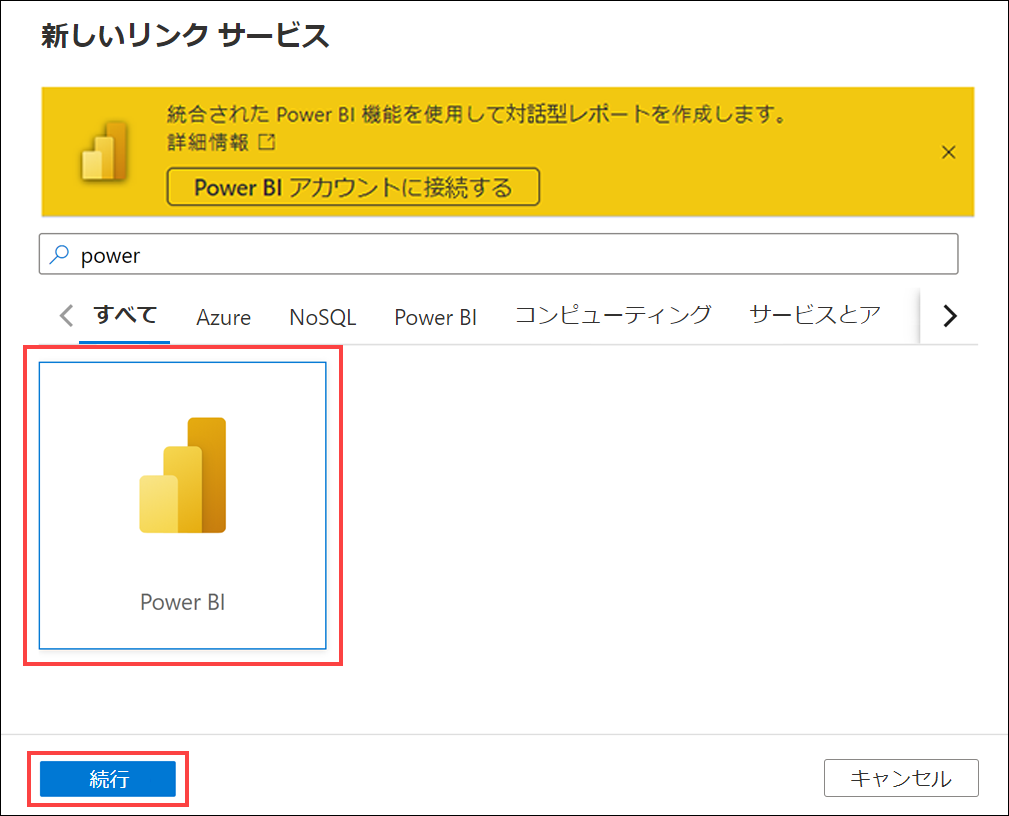 新しいリンク サービス
統合された Power BI 機能を使用して対話型レポートを作成します。
詳細情報
Power BI アカウントに接続する
power
すべて Azure NoSQL Power BI コンピューティング サービスとア
Power BI
続行 キャンセル